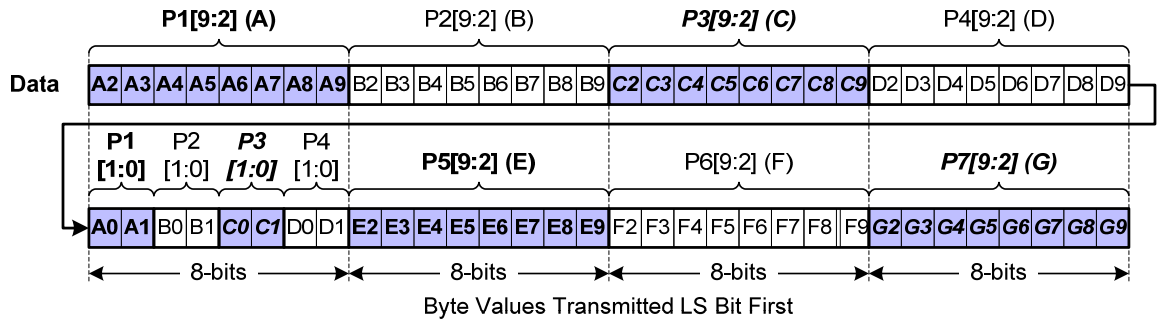 P1[9:2] (A) P2[9:2] (B) P3[9:2] (C) P4[9:2] (D)
Data A2 A3 A4 A5 A6 A7 A8 A9 B2 B3 B4 B5 B6 B7 B8 B9 C2 C3 C4 C5 C6 C7 C8 C9 D2 D3 D4 D5 D6 D7 D8 D9
P1 P2 P3 P4
[1:0] [1:0] [1:0] [1:0] P5[9:2] (E) P6[9:2] (F) P7[9:2] (G)
A0 A1 B0 B1 C0 C1 D0 D1 E2 E3 E4 E5 E6 E7 E8 E9 F2 F3 F4 F5 F6 F7 F8 F9 G2 G3 G4 G5 G6 G7 G8 G9
8-bits 8-bits 8-bits 8-bits
Byte Values Transmitted LS Bit First